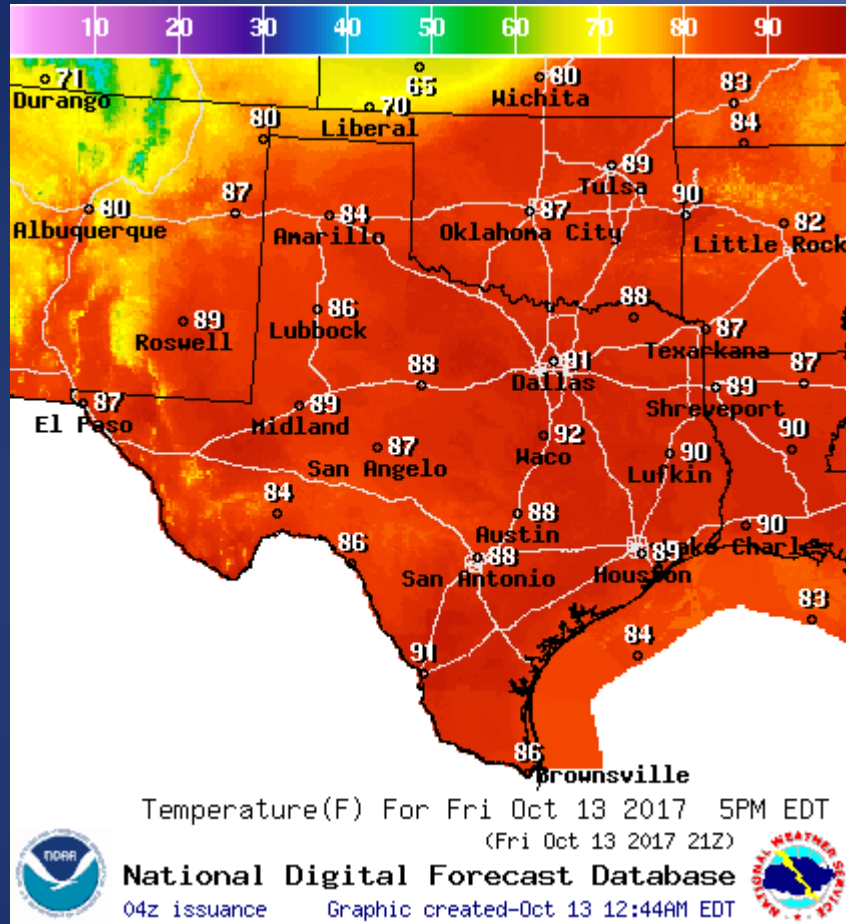 10 20 30 40 50 60 70 80 90
71
Durango
65
80
Wichita
70
Liberal
83
80
84
89
Tulsa
80
Albuquerque
87
84
Amarillo
87
Oklahoma City
90
82
Little Rock
89
Roswell
86
Lubbock
88
87
Texarkana
91
Dallas
88
89
Shreveport
87
87
El Paso
89
Midland
87
San Angelo
92
Waco
90
Lufkin
90
84
88
Austin
90
Lake Charles
86
88
San Antonio
89
Houston
83
84
91
86
Brownsville
Temperature(F) For Fri Oct 13 2017 5PM EDT
(Fri Oct 13 2017 21Z)
National Digital Forecast Database
04z issuance Graphic created-Oct 13 12:44AM EDT
NOAA
NATIONAL WEATHER SERVICE